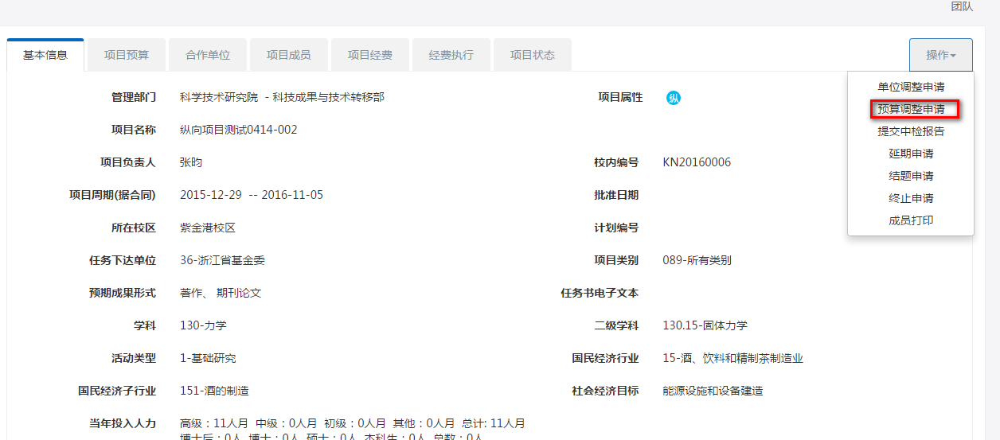 团队
基本信息 项目预算 合作单位 项目成员 项目经费 经费执行 项目状态 操作
单位调整申请
预算调整申请
提交中检报告
延期申请
结题申请
终止申请
成员打印
管理部门 科学技术研究院 - 科技成果与技术转移部 项目属性 纵
项目名称 纵向项目测试0414-002
项目负责人 张昀 校内编号 KN20160006
项目周期(据合同) 2015-12-29 -- 2016-11-05 批准日期
所在校区 紫金港校区 计划编号
任务下达单位 36-浙江省基金委 项目类别 089-所有类别
预期成果形式 著作、 期刊论文 任务书电子文本
学科 130-力学 二级学科 130.15-固体力学
活动类型 1-基础研究 国民经济行业 15-酒、饮料和精制茶制造业
国民经济子行业 151-酒的制造 社会经济目标 能源设施和设备建造
当年投入人力 高级：11人月 中级：0人月 初级：0人月 其他：0人月 总计: 11人月
博士后：0人 博士：0人 硕士：0人 本科生：0人 总数：0人